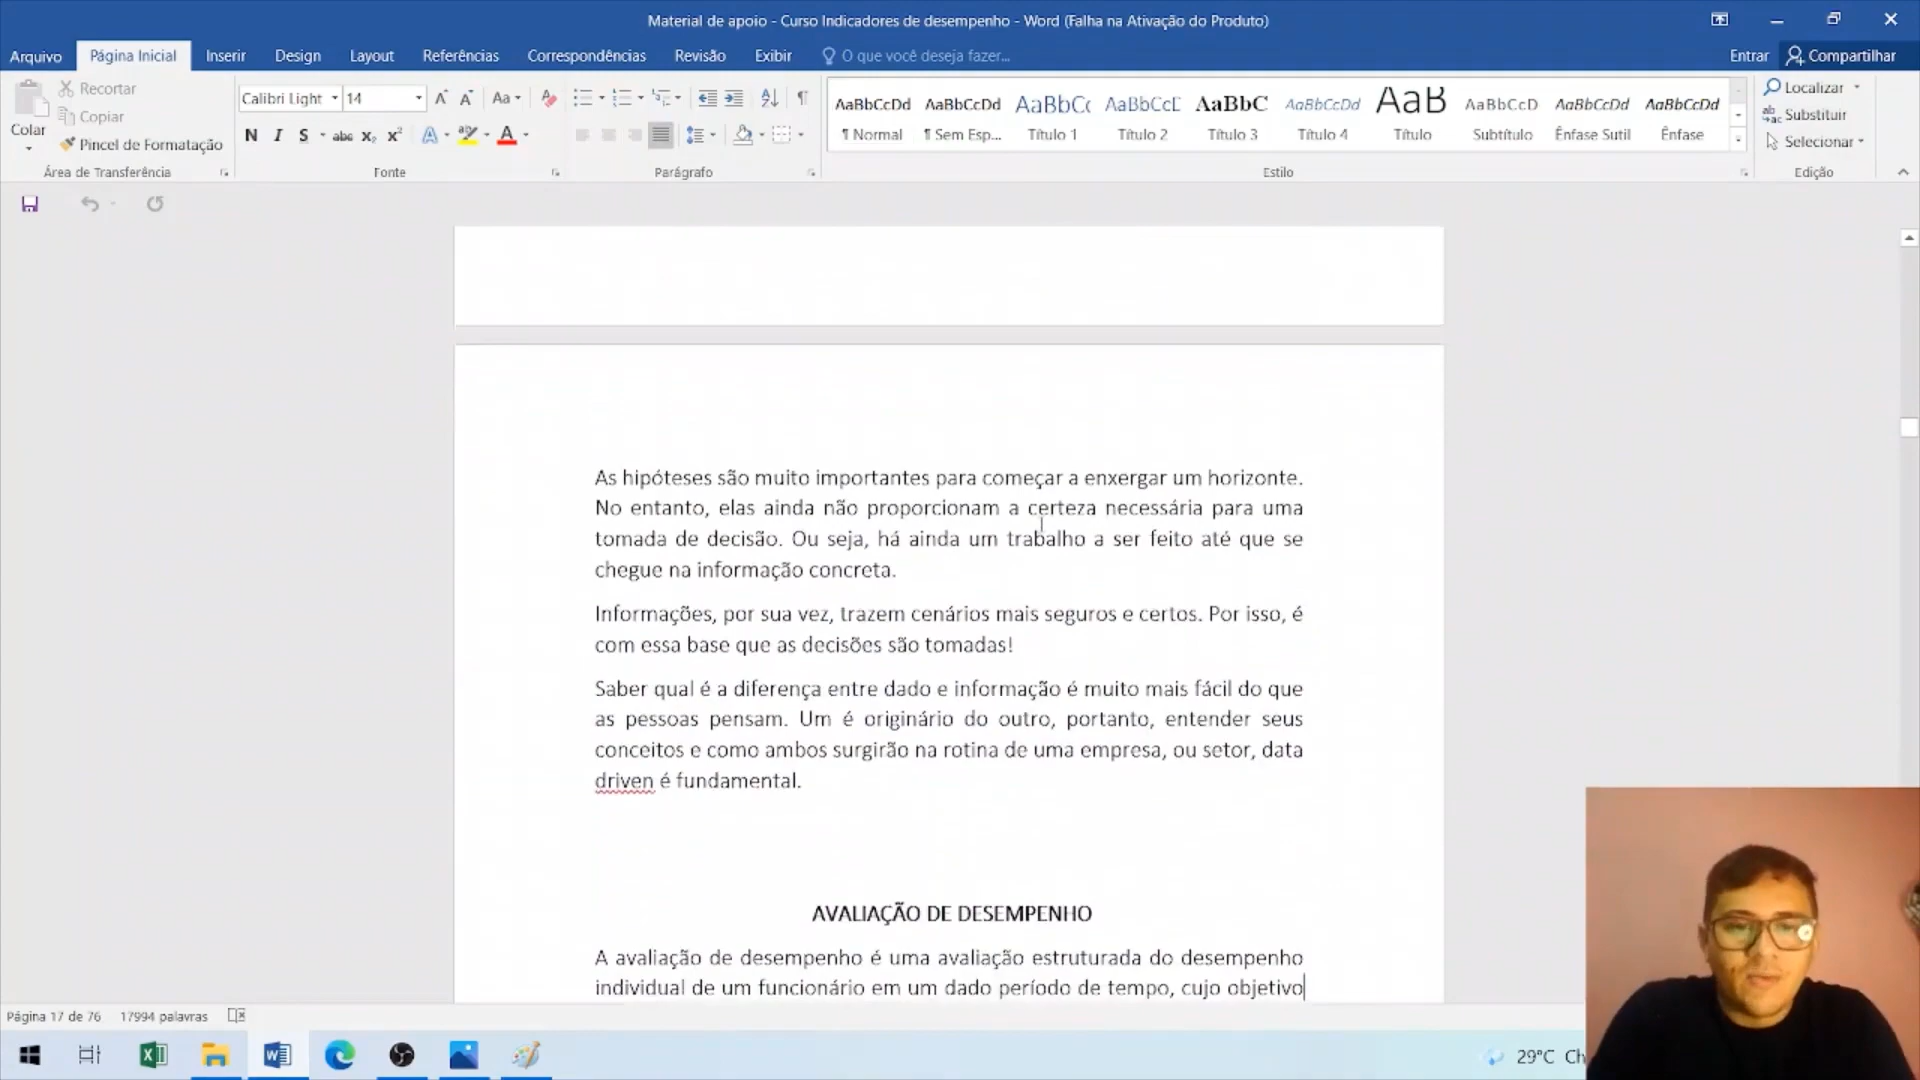 Material de apoio - Curso Indicadores de desempenho - Word (Falha na Ativação do Produto)
Arquivo Página Inicial Inserir Design Layout Referências Correspondências Revisão Exibir O que você deseja fazer... Entrar Compartilhar
Colar
Recortar
Copiar
Pincel de Formatação
Área de Transferência
Calibri Light 14
Aa
N I S abc x₂ x² A A
Fonte
Parágrafo
AaBbCcDd AaBbCcDd AaBbCc AaBbCcE AaBbC AaBbCcDd AaB AaBbCcD AaBbCcDd AaBbCcDd
¶ Normal ¶ Sem Esp... Título 1 Título 2 Título 3 Título 4 Título Subtítulo Ênfase Sutil Ênfase
Estilo
Localizar
Substituir
Selecionar
Edição
As hipóteses são muito importantes para começar a enxergar um horizonte.
No entanto, elas ainda não proporcionam a certeza necessária para uma
tomada de decisão. Ou seja, há ainda um trabalho a ser feito até que se
chegue na informação concreta.
Informações, por sua vez, trazem cenários mais seguros e certos. Por isso, é
com essa base que as decisões são tomadas!
Saber qual é a diferença entre dado e informação é muito mais fácil do que
as pessoas pensam. Um é originário do outro, portanto, entender seus
conceitos e como ambos surgirão na rotina de uma empresa, ou setor, data
driven é fundamental.
AVALIAÇÃO DE DESEMPENHO
A avaliação de desempenho é uma avaliação estruturada do desempenho
individual de um funcionário em um dado período de tempo, cujo objetivo
Página 17 de 76 17994 palavras
29°C Ch